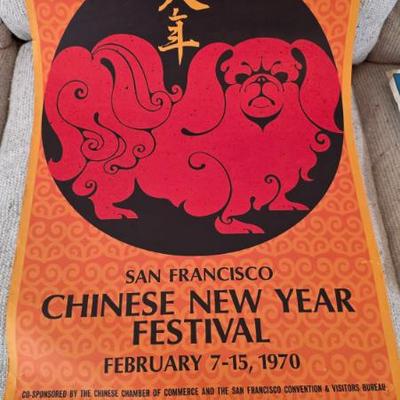 犬年
SAN FRANCISCO
CHINESE NEW YEAR
FESTIVAL
FEBRUARY 7-15, 1970
CO-SPONSORED BY THE CHINESE CHAMBER OF COMMERCE AND THE SAN FRANCISCO CONVENTION & VISITORS BUREAU